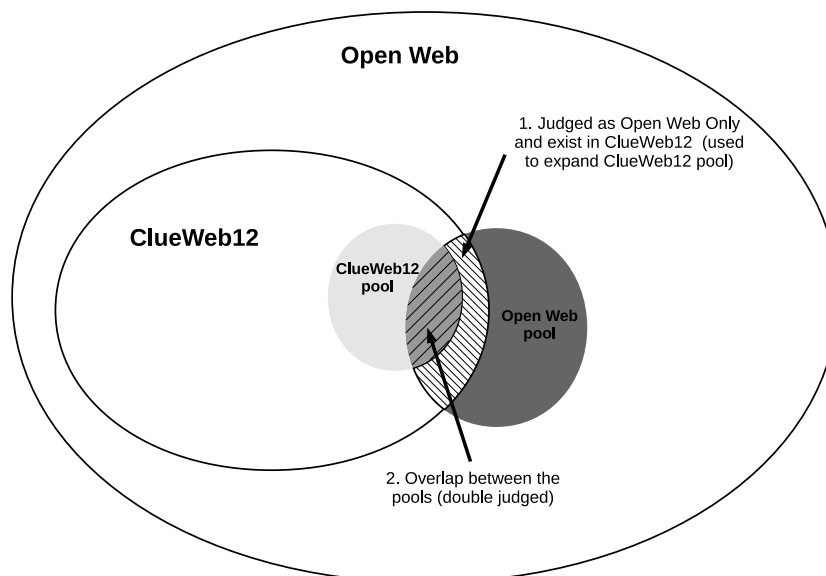 Open Web
1. Judged as Open Web Only
and exist in ClueWeb12 (used
to expand ClueWeb12 pool)
ClueWeb12
ClueWeb12
pool
Open Web
pool
2. Overlap between the
pools (double judged)